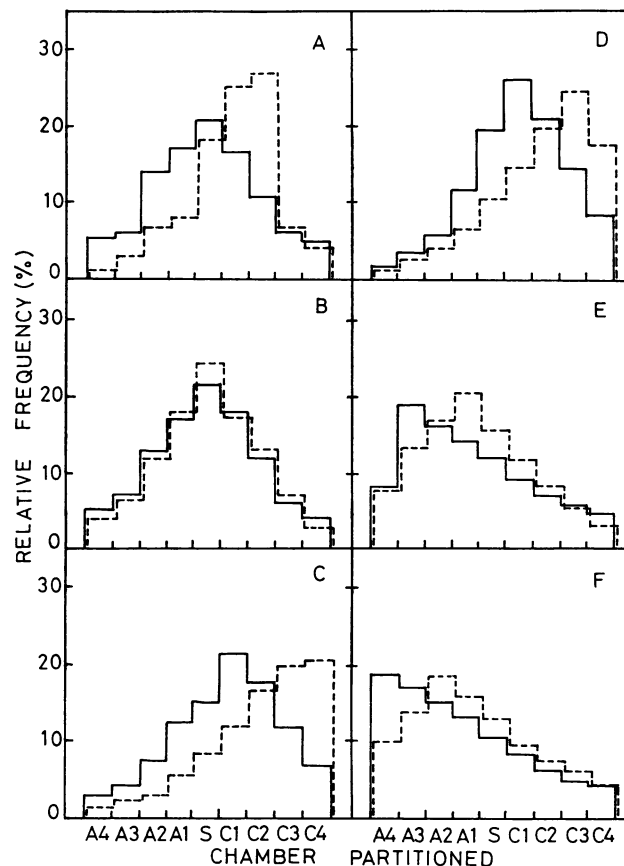 RELATIVE FREQUENCY (%)
30
20
10
0
A
D
30
20
10
0
B
E
30
20
10
0
C
F
A4 A3 A2 A1 S C1 C2 C3 C4
A4 A3 A2 A1 S C1 C2 C3 C4
CHAMBER PARTITIONED